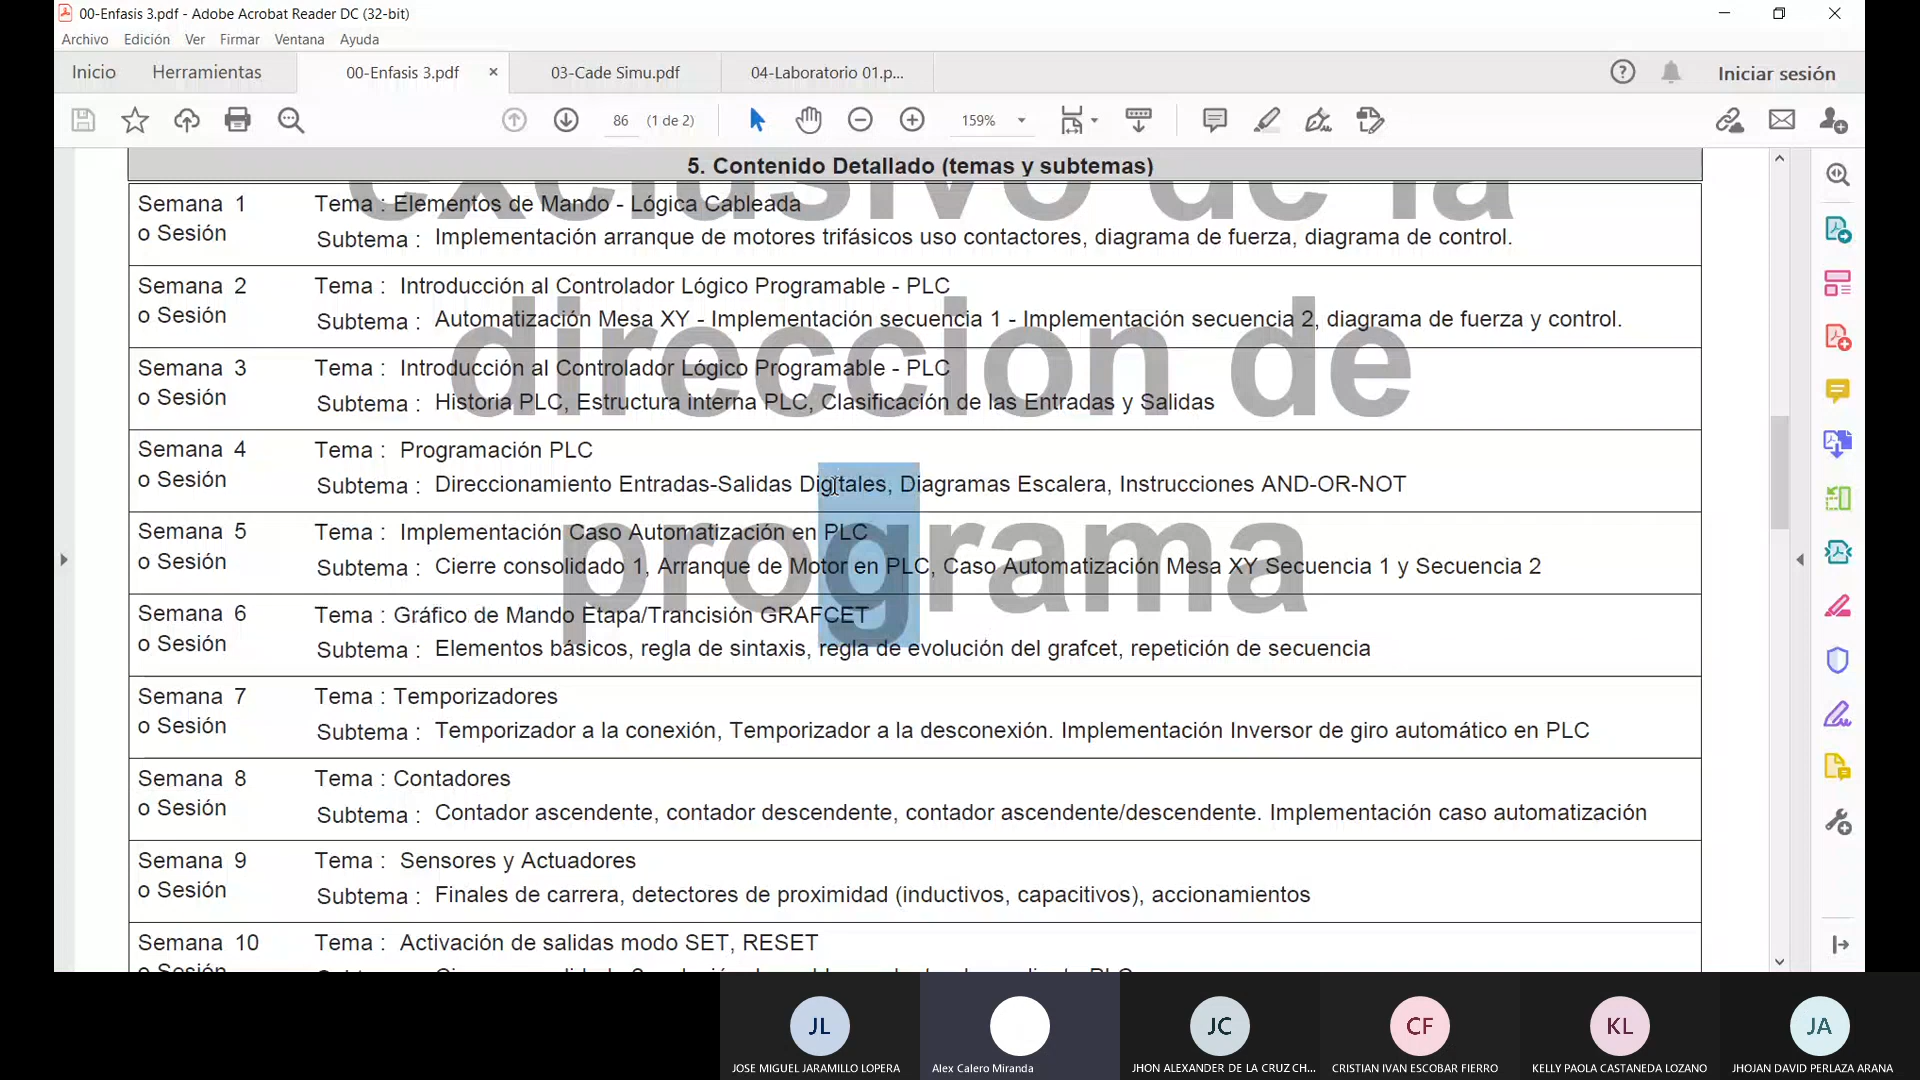 00-Enfasis 3.pdf - Adobe Acrobat Reader DC (32-bit)
Archivo Edición Ver Firmar Ventana Ayuda
Inicio Herramientas 00-Enfasis 3.pdf 03-Cade Simu.pdf 04-Laboratorio 01.p... Iniciar sesión
86 (1 de 2) 159%
5. Contenido Detallado (temas y subtemas)
exclusivo de la
Semana 1 Tema : Elementos de Mando - Lógica Cableada
o Sesión Subtema : Implementación arranque de motores trifásicos uso contactores, diagrama de fuerza, diagrama de control.
Semana 2 Tema : Introducción al Controlador Lógico Programable - PLC
o Sesión Subtema : Automatización Mesa XY - Implementación secuencia 1 - Implementación secuencia 2, diagrama de fuerza y control.
direccion de
Semana 3 Tema : Introducción al Controlador Lógico Programable - PLC
o Sesión Subtema : Historia PLC, Estructura interna PLC, Clasificación de las Entradas y Salidas
Semana 4 Tema : Programación PLC
o Sesión Subtema : Direccionamiento Entradas-Salidas Digitales, Diagramas Escalera, Instrucciones AND-OR-NOT
Semana 5 Tema : Implementación Caso Automatización en PLC
o Sesión Subtema : Cierre consolidado 1, Arranque de Motor en PLC, Caso Automatización Mesa XY Secuencia 1 y Secuencia 2
programa
Semana 6 Tema : Gráfico de Mando Etapa/Trancisión GRAFCET
o Sesión Subtema : Elementos básicos, regla de sintaxis, regla de evolución del grafcet, repetición de secuencia
Semana 7 Tema : Temporizadores
o Sesión Subtema : Temporizador a la conexión, Temporizador a la desconexión. Implementación Inversor de giro automático en PLC
Semana 8 Tema : Contadores
o Sesión Subtema : Contador ascendente, contador descendente, contador ascendente/descendente. Implementación caso automatización
Semana 9 Tema : Sensores y Actuadores
o Sesión Subtema : Finales de carrera, detectores de proximidad (inductivos, capacitivos), accionamientos
Semana 10 Tema : Activación de salidas modo SET, RESET
o Sesión
JL JC CF KL JA
JOSE MIGUEL JARAMILLO LOPERA Alex Calero Miranda JHON ALEXANDER DE LA CRUZ CH... CRISTIAN IVAN ESCOBAR FIERRO KELLY PAOLA CASTANEDA LOZANO JHOJAN DAVID PERLAZA ARANA